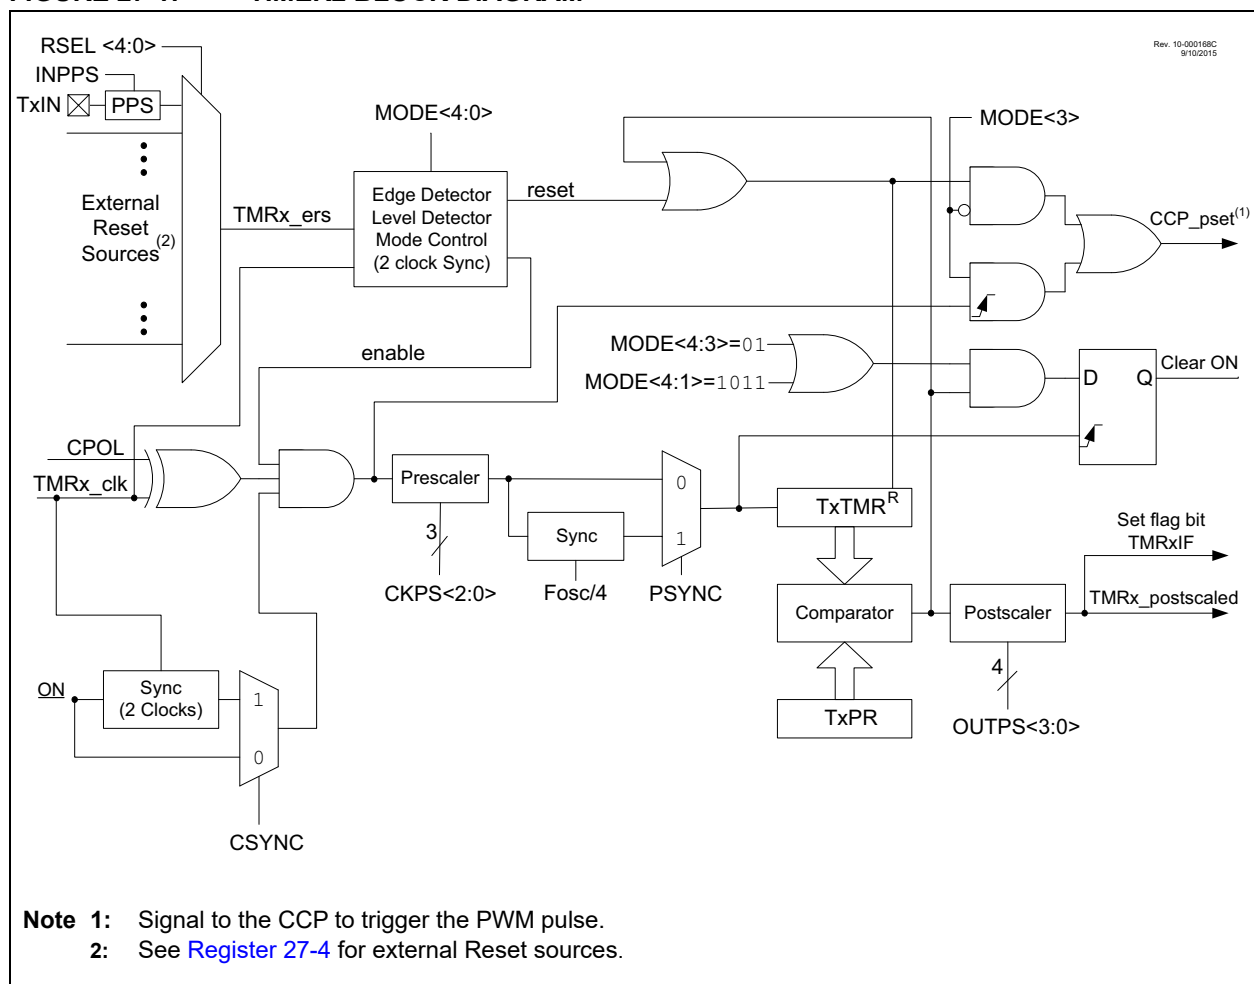 RSEL <4:0>
INPPS
TxIN
PPS
Rev. 10-000168C
9/10/2015
MODE<4:0>
MODE<3>
External
Reset
Sources(2)
TMRx_ers
Edge Detector
Level Detector
Mode Control
(2 clock Sync)
reset
CCP_pset(1)
enable
MODE<4:3>=01
MODE<4:1>=1011
D
Q
Clear ON
CPOL
TMRx_clk
Prescaler
3
CKPS<2:0>
Sync
Fosc/4
0
1
PSYNC
TxTMR
R
Comparator
TxPR
Postscaler
4
OUTPS<3:0>
Set flag bit
TMRxIF
TMRx_postscaled
ON
Sync
(2 Clocks)
1
0
CSYNC
Note 1: Signal to the CCP to trigger the PWM pulse.
2: See Register 27-4 for external Reset sources.